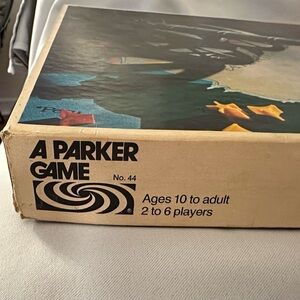 A PARKER
GAME
No. 44
Ages 10 to adult
2 to 6 players